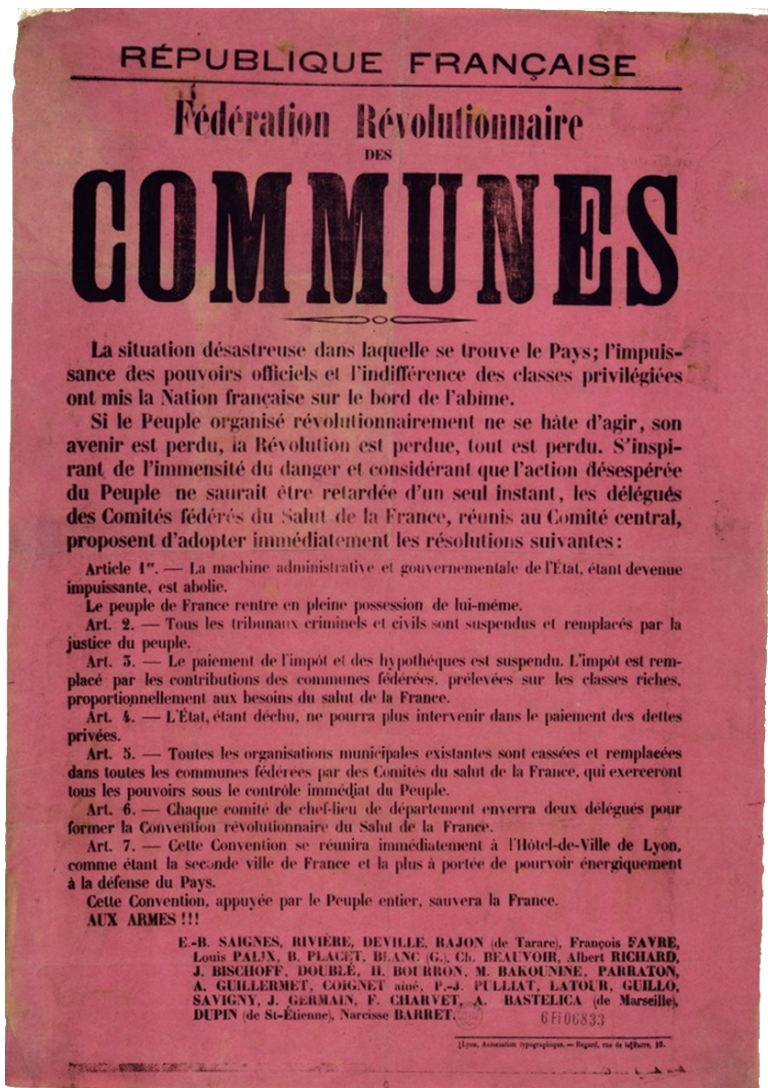 RÉPUBLIQUE FRANÇAISE
Fédération Révolutionnaire
DES
COMMUNES
La situation désastreuse dans laquelle se trouve le Pays; l'impuis-
sance des pouvoirs officiels et l'indifférence des classes privilégiées
ont mis la Nation française sur le bord de l'abîme.
Si le Peuple organisé révolutionnairement ne se hâte d'agir, son
avenir est perdu, la Révolution est perdue, tout est perdu. S'inspi-
rant de l'immensité du danger et considérant que l'action désespérée
du Peuple ne saurait être retardée d'un seul instant, les délégués
des Comités fédérés du Salut de la France, réunis au Comité central,
proposent d'adopter immédiatement les résolutions suivantes :
Article 1er. — La machine administrative et gouvernementale de l'État, étant devenue
impuissante, est abolie.
Le peuple de France rentre en pleine possession de lui-même.
Art. 2. — Tous les tribunaux criminels et civils sont suspendus et remplacés par la
justice du peuple.
Art. 3. — Le paiement de l'impôt et des hypothéques est suspendu. L'impôt est rem-
placé par les contributions des communes fédérées, prélevées sur les classes riches,
proportionnellement aux besoins du salut de la France.
Art. 4. — L'État, étant déchu, ne pourra plus intervenir dans le paiement des dettes
privées.
Art. 5. — Toutes les organisations municipales existantes sont cassées et remplacées
dans toutes les communes fédérées par des Comités du salut de la France, qui exerceront
tous les pouvoirs sous le contrôle immédiat du Peuple.
Art. 6. — Chaque comité de chef-lieu de département enverra deux délégués pour
former la Convention révolutionnaire du Salut de la France.
Art. 7. — Cette Convention se réunira immédiatement à l'Hôtel-de-Ville de Lyon,
comme étant la seconde ville de France et la plus à portée de pourvoir énergiquement
à la défense du Pays.
Cette Convention, appuyée par le Peuple entier, sauvera la France.
AUX ARMES !!!
E.-B. SAIGNES, RIVIÈRE, DEVILLE, RAJON (de Tarare), François FAVRE,
Louis PALIX, B. PLACET, BLANC (G.), Ch. BEAUVOIR, Albert RICHARD,
J. BISCHOFF, DOUBLÉ, H. BOURRON, M. BAKOUNINE, PARRATON,
A. GUILLERMET, COIGNET aîné, P.-J. PULLIAT, LATOUR, GUILLO,
SAVIGNY, J. GERMAIN, F. CHARVET, A. BASTELICA (de Marseille),
DUPIN (de St-Étienne), Narcisse BARRET.
6 Fi 06833
Lyon, Association typographique. — Regard, rue de la Barre, 12.